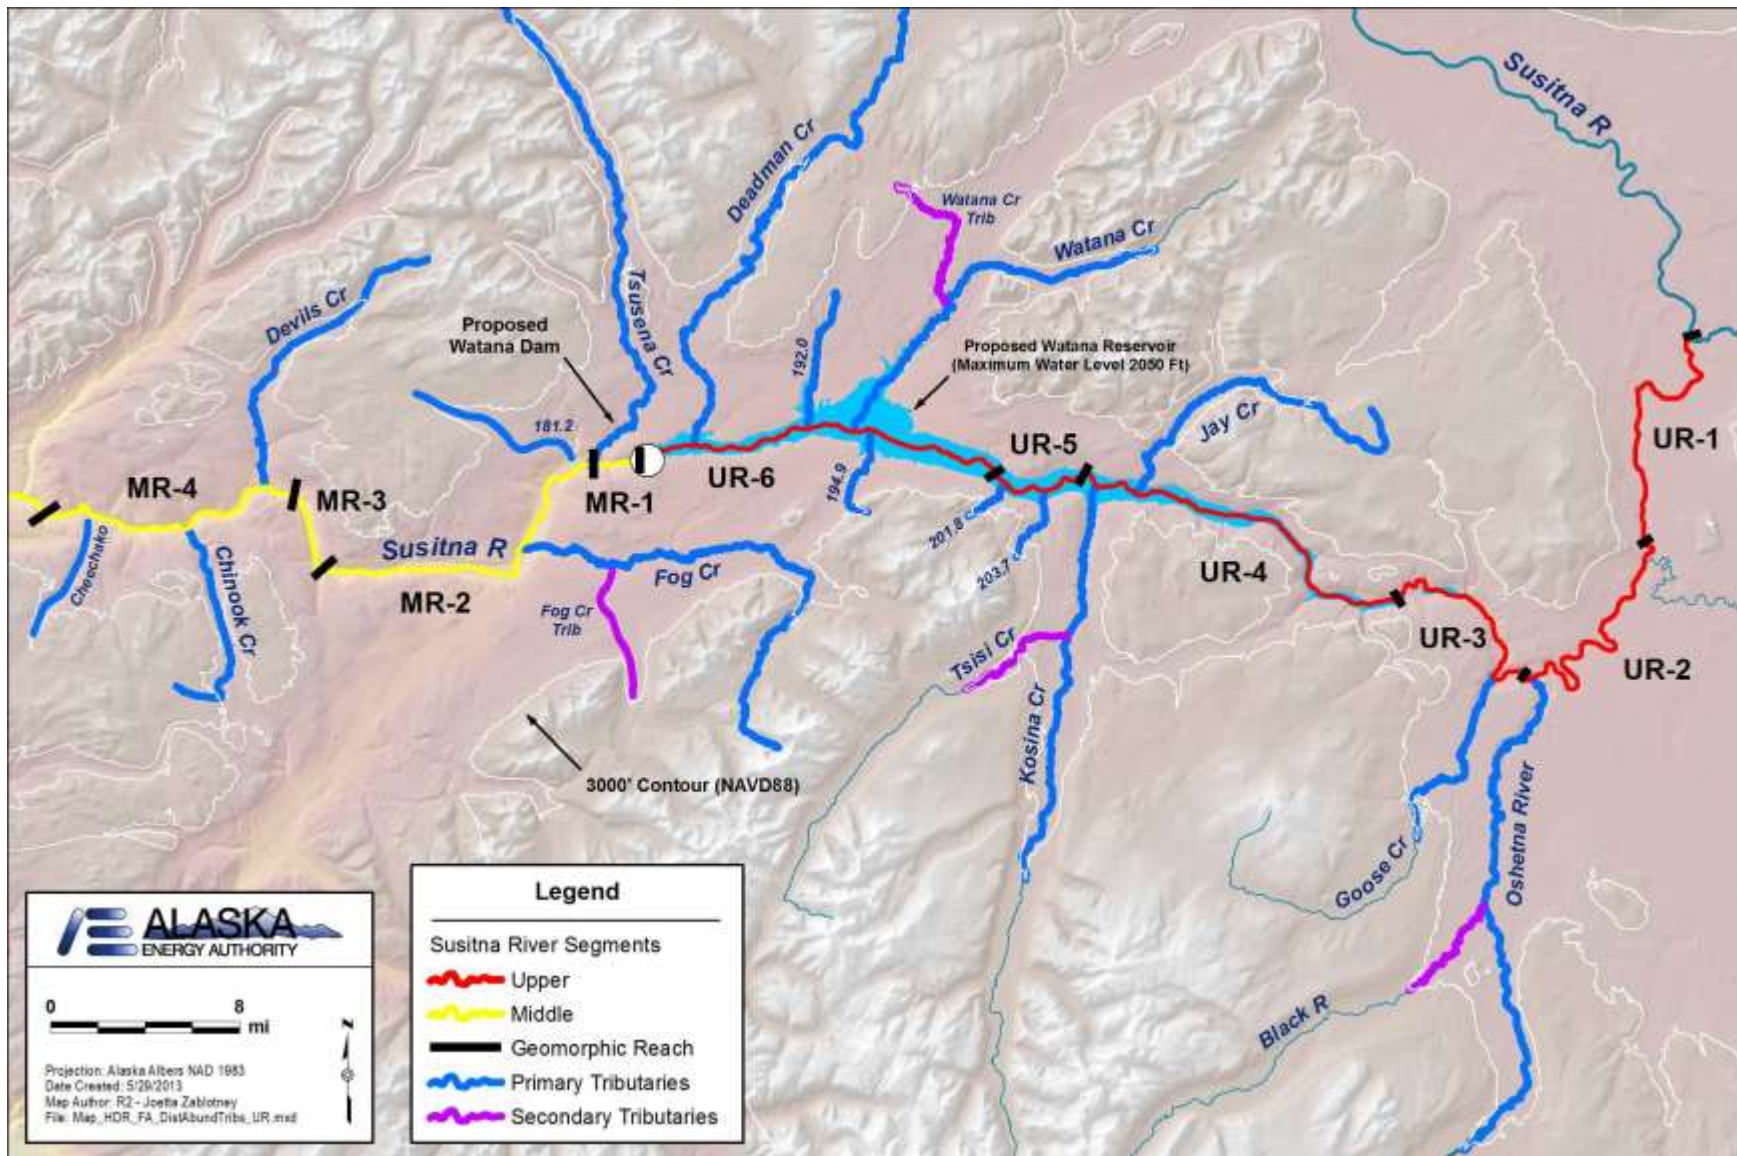 Susitna R
Deadman Cr
Watana Cr
Trib
Watana Cr
Devils Cr
Tsusena Cr
Proposed
Watana Dam
192.0
Proposed Watana Reservoir
(Maximum Water Level 2050 Ft)
Jay Cr
181.2
UR-1
UR-5
UR-6
MR-4
MR-3
MR-1
194.9
201.8
203.7
Cheechako
Chinook Cr
Susitna R
Fog Cr
MR-2
Fog Cr
Trib
UR-4
UR-3
UR-2
Tsisi Cr
Kosina Cr
3000' Contour (NAVD88)
Goose Cr
Oshetna River
Black R
ALASKA
ENERGY AUTHORITY
0 8
mi
N
Projection: Alaska Albers NAD 1983
Date Created: 5/29/2013
Map Author: R2 - Joetta Zablotney
File: Map_HDR_FA_DistAbundTribs_UR.mxd
Legend
Susitna River Segments
Upper
Middle
Geomorphic Reach
Primary Tributaries
Secondary Tributaries